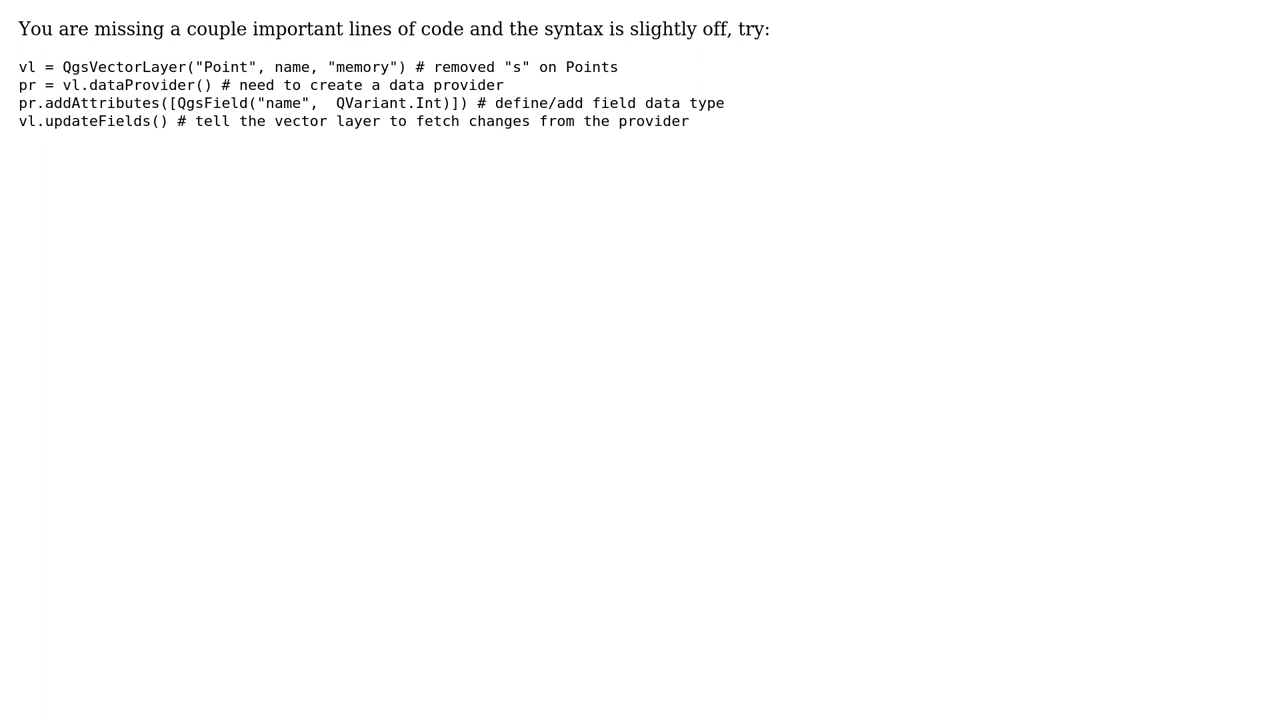 You are missing a couple important lines of code and the syntax is slightly off, try:
vl = QgsVectorLayer("Point", name, "memory") # removed "s" on Points
pr = vl.dataProvider() # need to create a data provider
pr.addAttributes([QgsField("name",  QVariant.Int)]) # define/add field data type
vl.updateFields() # tell the vector layer to fetch changes from the provider